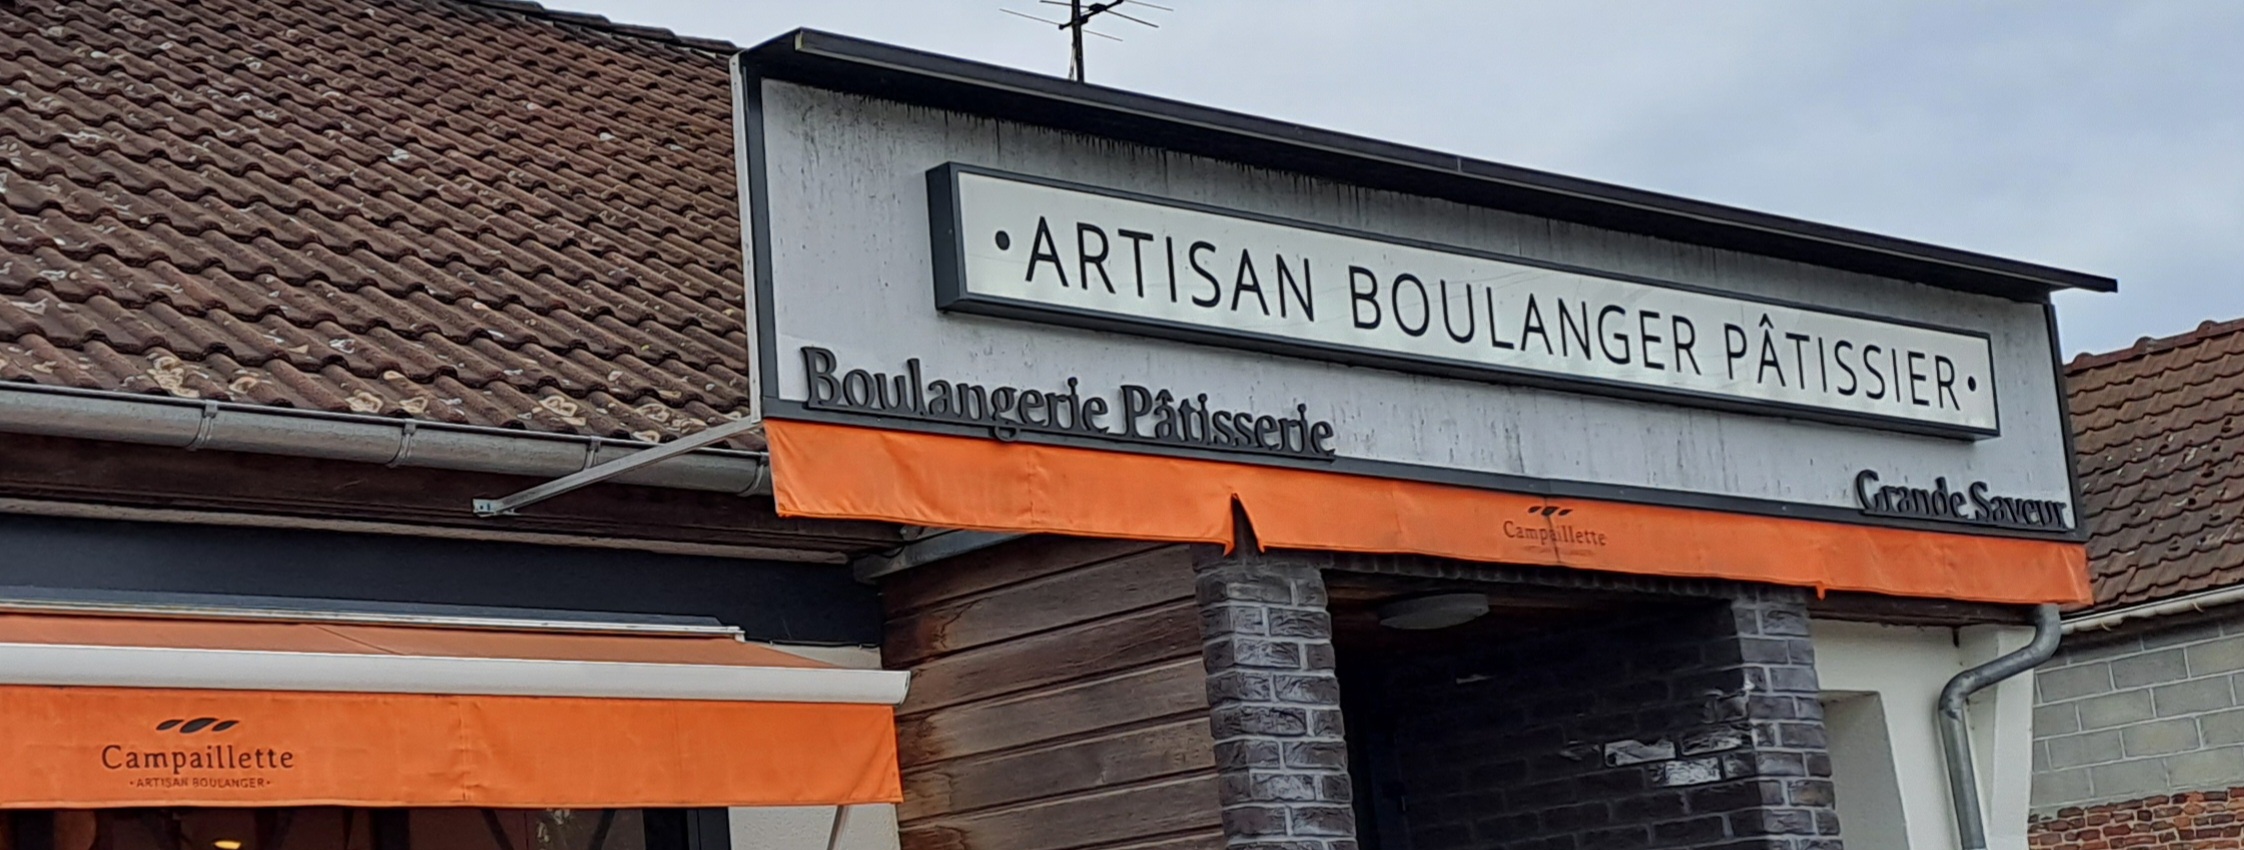 •ARTISAN BOULANGER PÂTISSIER•
Boulangerie Pâtisserie
Grande Saveur
Campaillette
Campaillette
•ARTISAN BOULANGER•